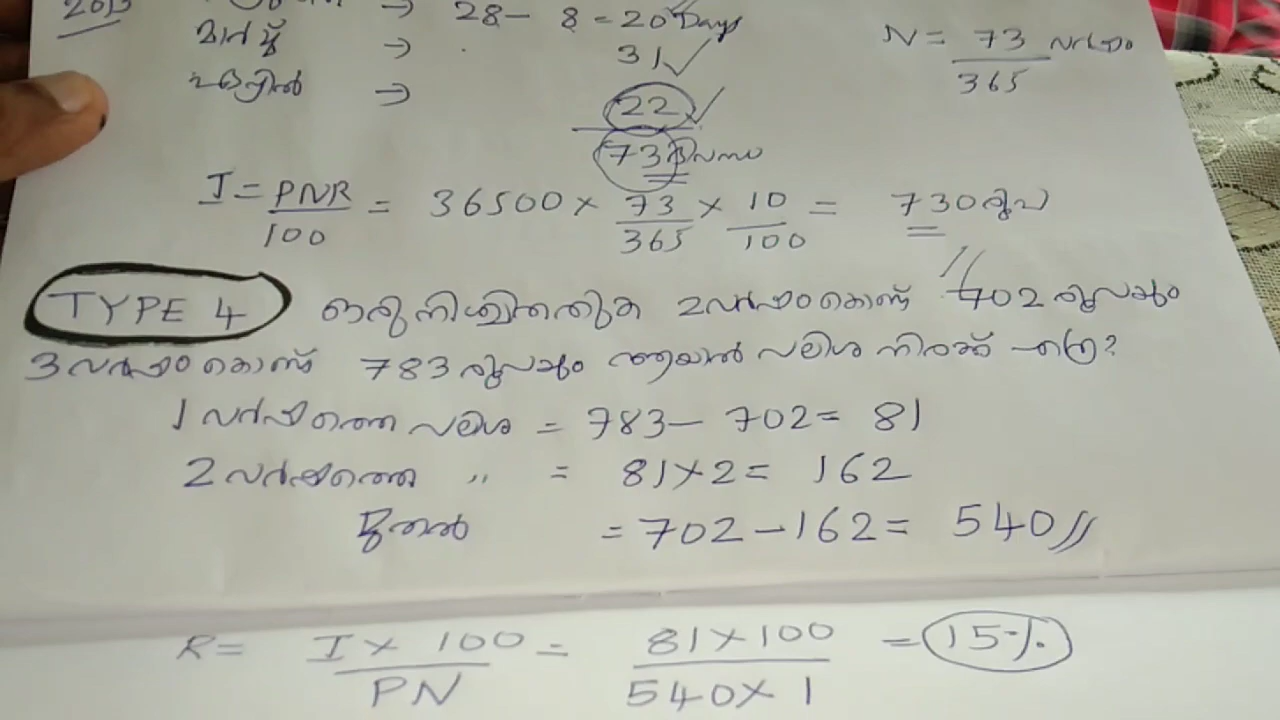 2013 → 28 - 8 = 20 Days
മാർച്ച് → 31 ✓
ഏപ്രിൽ → 22 ✓
73 ദിവസം
N = 73/365 വർഷം
I = PNR/100 = 36500 × 73/365 × 10/100 = 730 രൂപ
TYPE 4 ഒരു നിശ്ചിത തുക 2 വർഷം കൊണ്ട് 702 രൂപയും
3 വർഷം കൊണ്ട് 783 രൂപയും ആയാൽ പലിശ നിരക്ക് എത്ര?
1 വർഷത്തെ പലിശ = 783 - 702 = 81
2 വർഷത്തെ " = 81 × 2 = 162
മുതൽ = 702 - 162 = 540 //
R = I × 100/PN = 81 × 100/540 × 1 = 15%